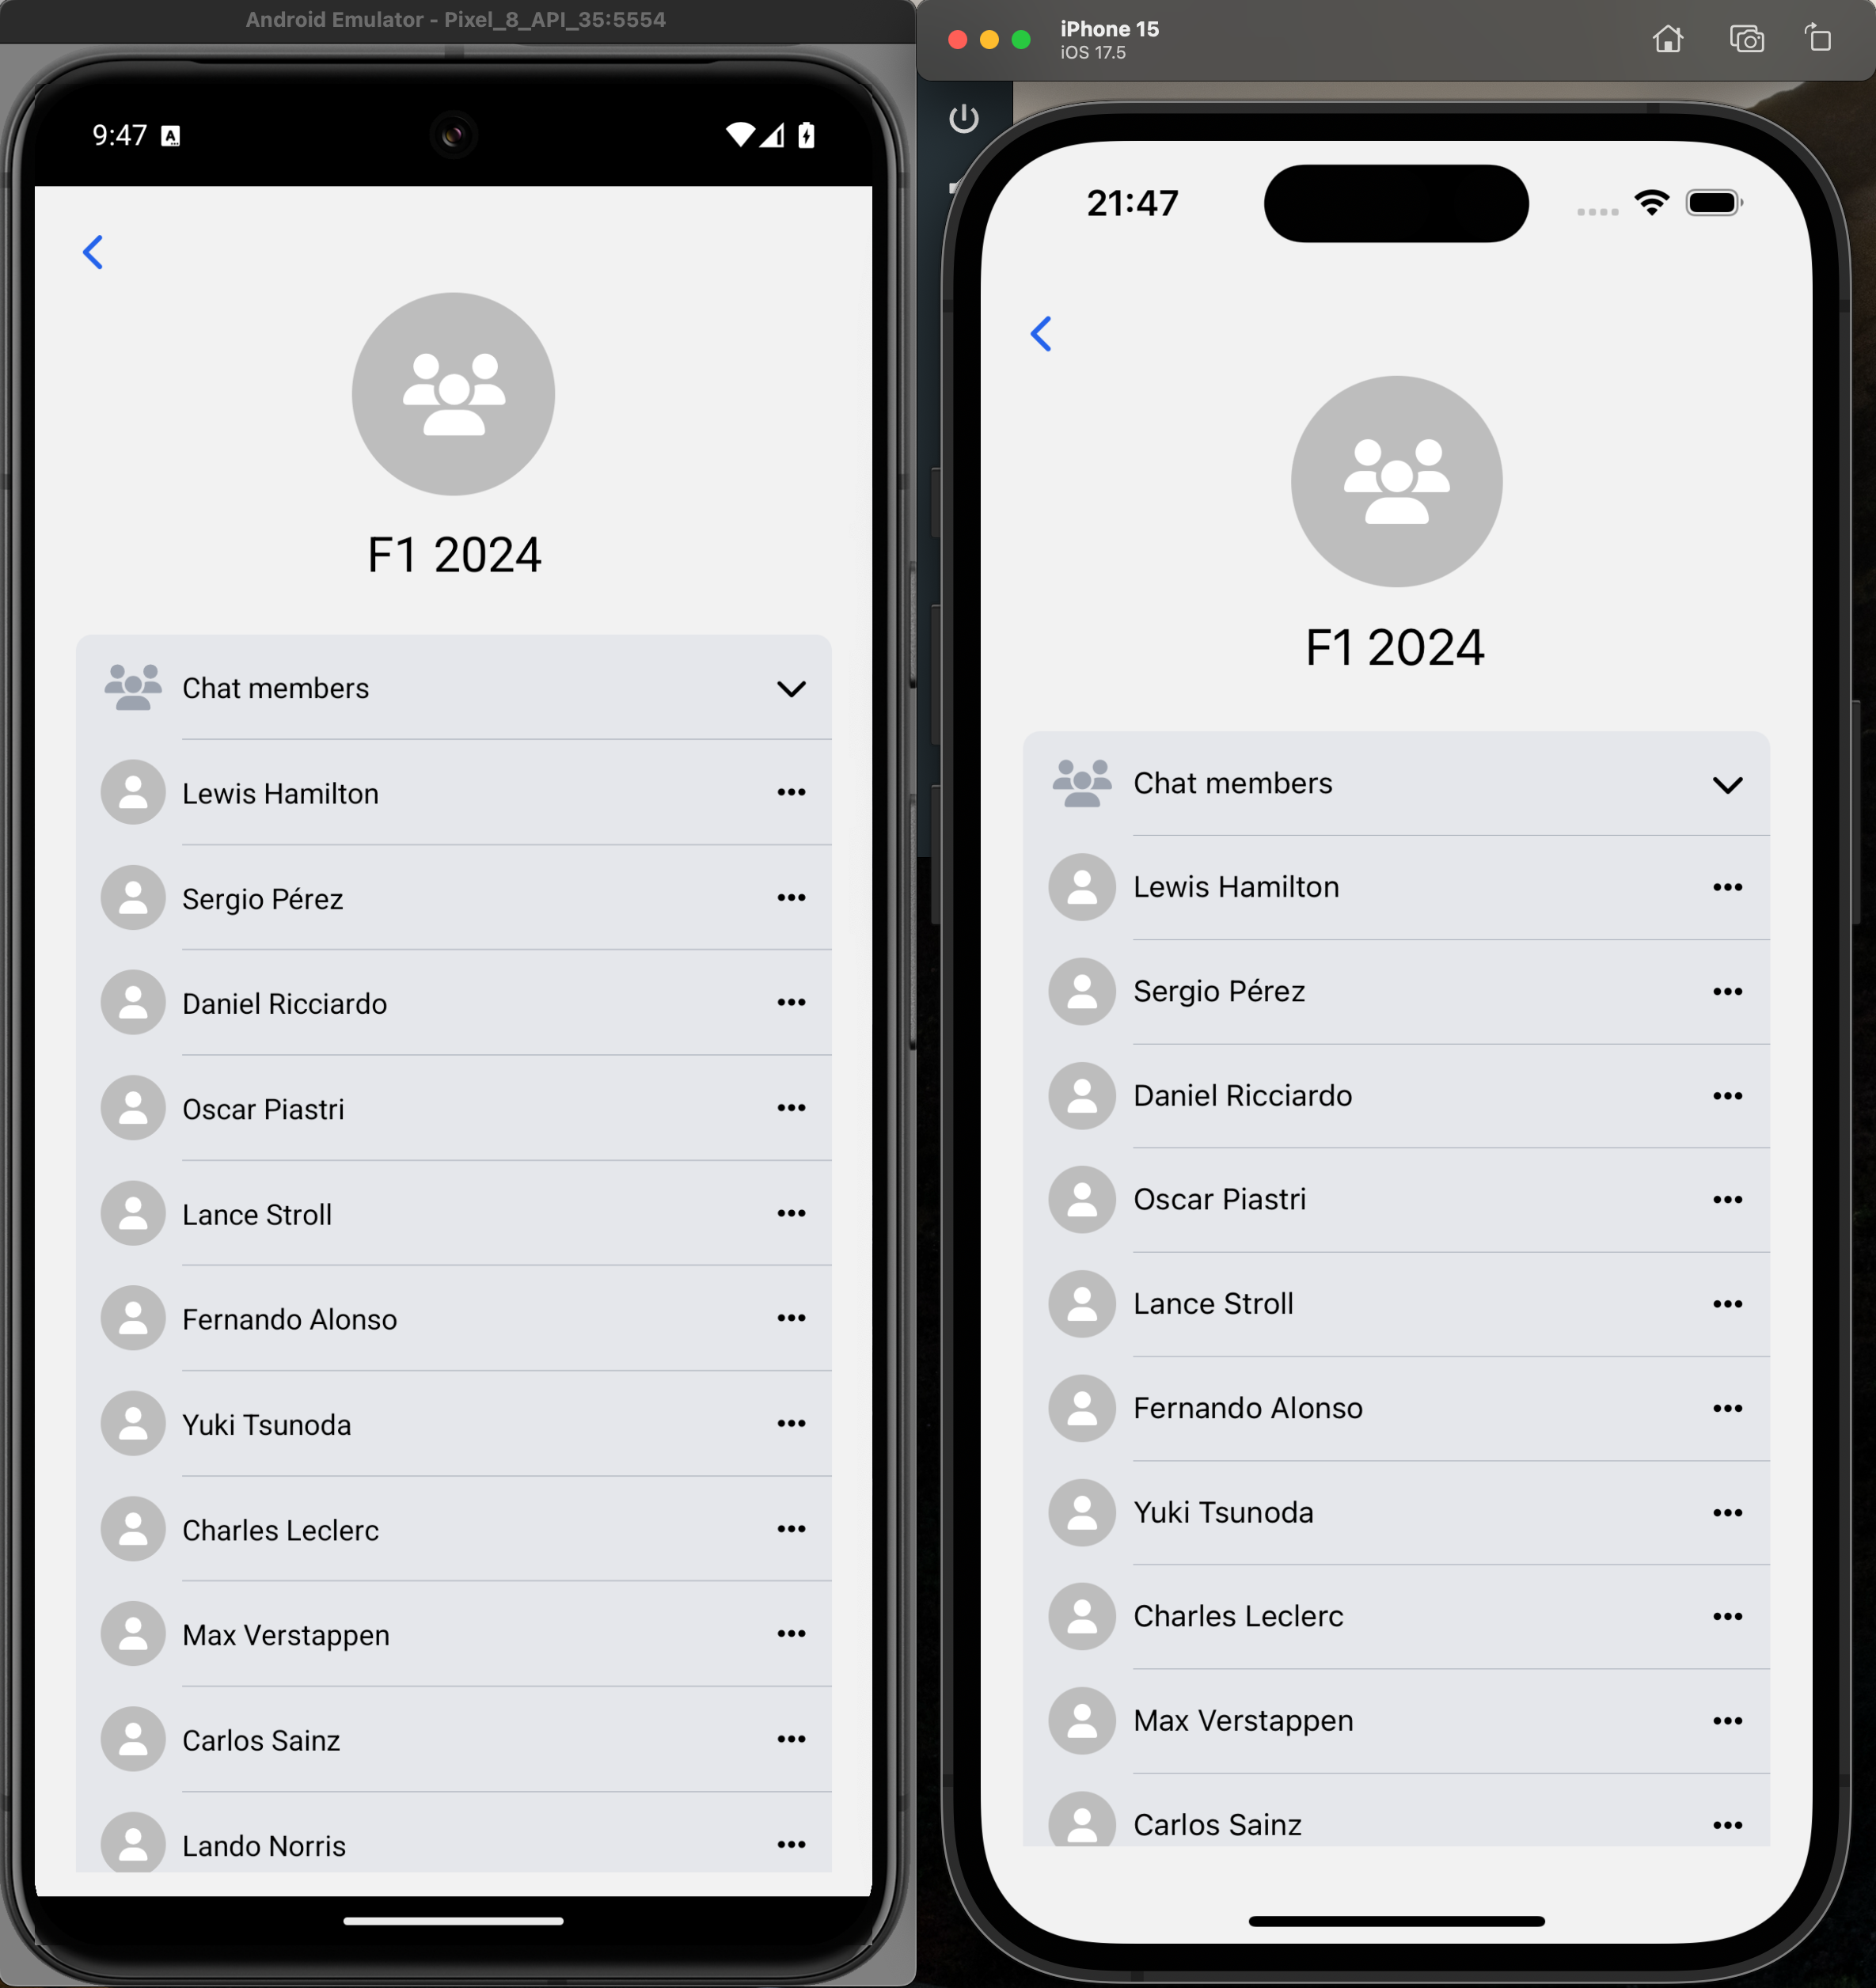 Android Emulator - Pixel_8_API_35:5554
9:47 A
F1 2024
Chat members
Lewis Hamilton
Sergio Pérez
Daniel Ricciardo
Oscar Piastri
Lance Stroll
Fernando Alonso
Yuki Tsunoda
Charles Leclerc
Max Verstappen
Carlos Sainz
Lando Norris
iPhone 15
iOS 17.5
21:47
F1 2024
Chat members
Lewis Hamilton
Sergio Pérez
Daniel Ricciardo
Oscar Piastri
Lance Stroll
Fernando Alonso
Yuki Tsunoda
Charles Leclerc
Max Verstappen
Carlos Sainz